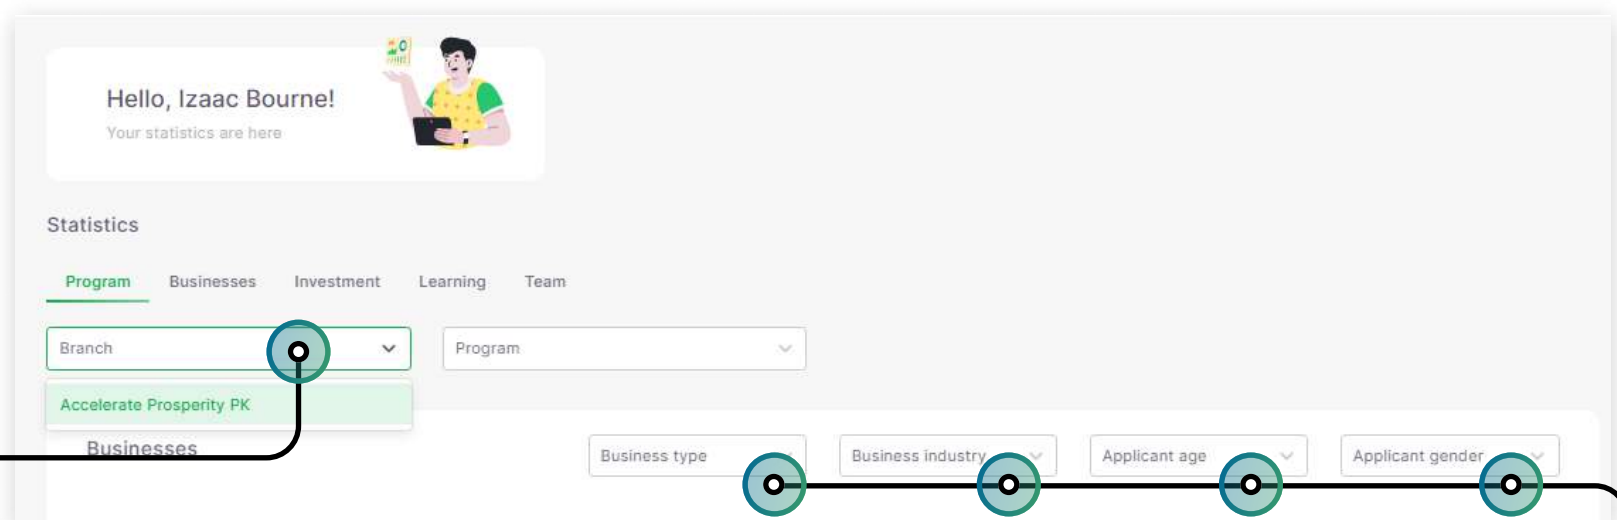 Hello, Izaac Bourne!
Your statistics are here
Statistics
Program Businesses Investment Learning Team
Branch Program
Accelerate Prosperity PK
Businesses Business type Business industry Applicant age Applicant gender